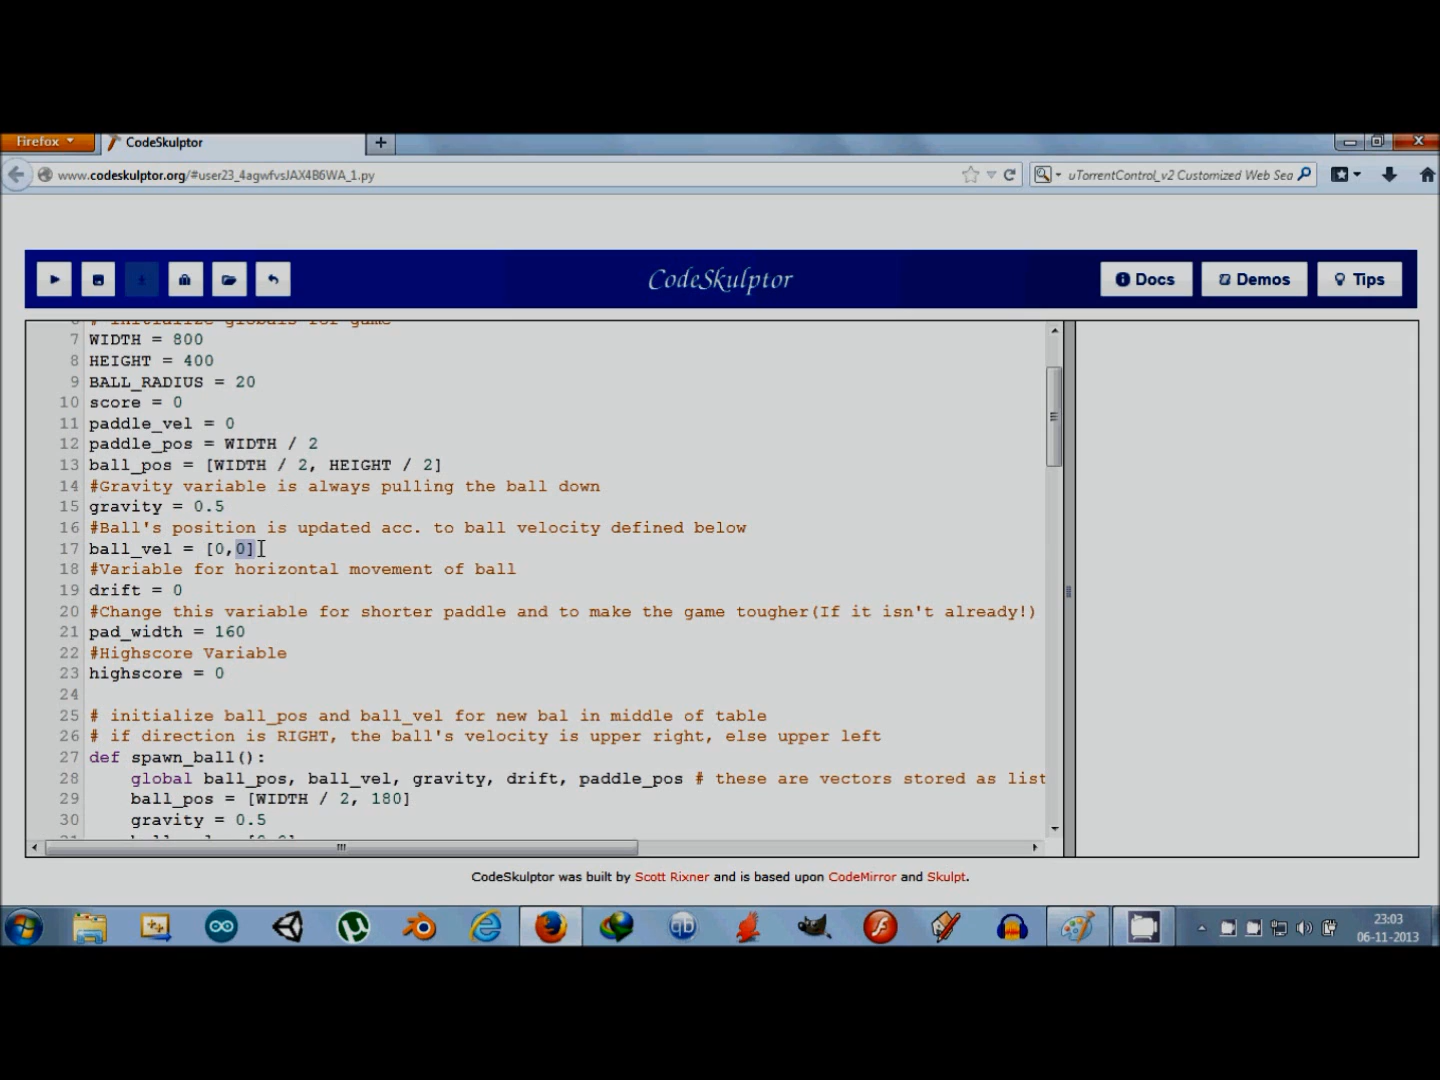 Firefox
CodeSkulptor
www.codeskulptor.org/#user23_4agwfvsJAX4B6WA_1.py
uTorrentControl_v2 Customized Web Sea
CodeSkulptor
Docs
Demos
Tips
6 # initialize globals for game
7 WIDTH = 800
8 HEIGHT = 400
9 BALL_RADIUS = 20
10 score = 0
11 paddle_vel = 0
12 paddle_pos = WIDTH / 2
13 ball_pos = [WIDTH / 2, HEIGHT / 2]
14 #Gravity variable is always pulling the ball down
15 gravity = 0.5
16 #Ball's position is updated acc. to ball velocity defined below
17 ball_vel = [0,0]
18 #Variable for horizontal movement of ball
19 drift = 0
20 #Change this variable for shorter paddle and to make the game tougher(If it isn't already!)
21 pad_width = 160
22 #Highscore Variable
23 highscore = 0
24
25 # initialize ball_pos and ball_vel for new bal in middle of table
26 # if direction is RIGHT, the ball's velocity is upper right, else upper left
27 def spawn_ball():
28 global ball_pos, ball_vel, gravity, drift, paddle_pos # these are vectors stored as list
29 ball_pos = [WIDTH / 2, 180]
30 gravity = 0.5
CodeSkulptor was built by Scott Rixner and is based upon CodeMirror and Skulpt.
23:03
06-11-2013